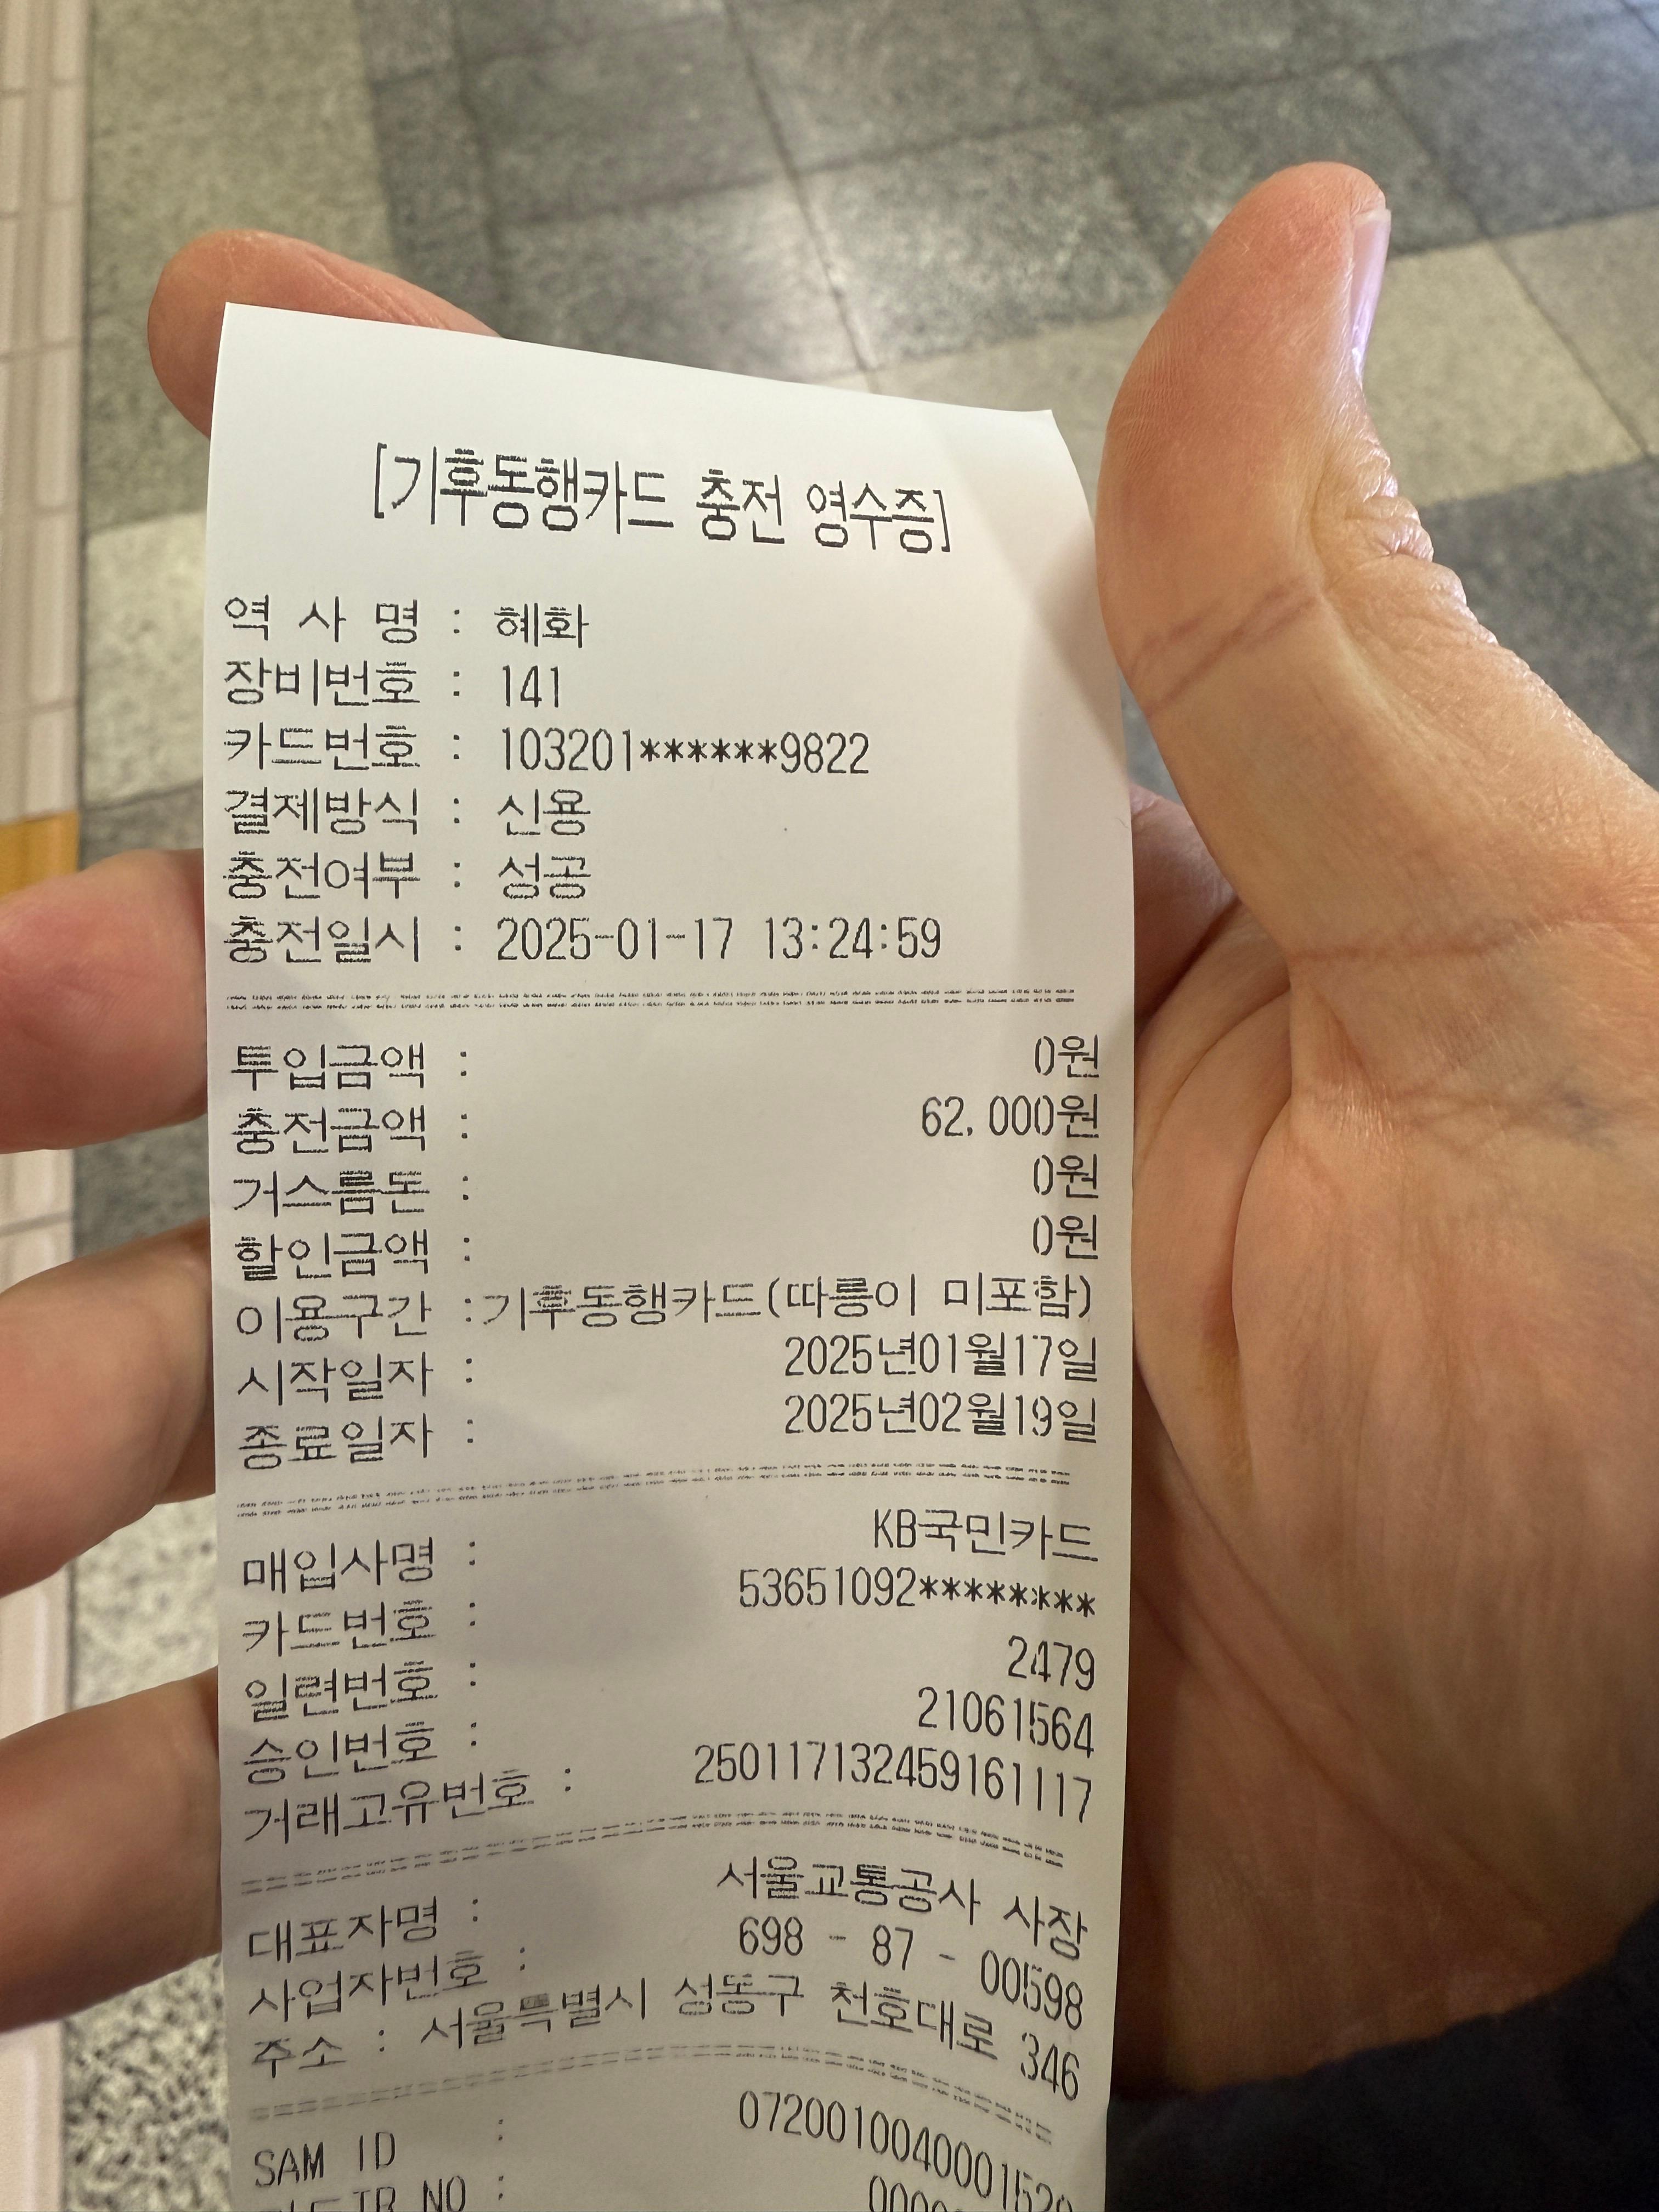 [기후동행카드 충전 영수증]
역 사 명 : 혜화
장비번호 : 141
카드번호 : 103201******9822
결제방식 : 신용
충전여부 : 성공
충전일시 : 2025-01-17 13:24:59
투입금액 : 0원
충전금액 : 62,000원
거스름돈 : 0원
할인금액 : 0원
이용구간 :기후동행카드(따릉이 미포함)
시작일자 : 2025년01월17일
종료일자 : 2025년02월19일
매입사명 : KB국민카드
카드번호 : 53651092********
일련번호 : 2479
승인번호 : 21061564
거래고유번호 : 250117132459161117
대표자명 : 서울교통공사 사장
사업자번호 : 698 - 87 - 00598
주소 : 서울특별시 성동구 천호대로 346
SAM ID : 0720010040001529
TR NO :